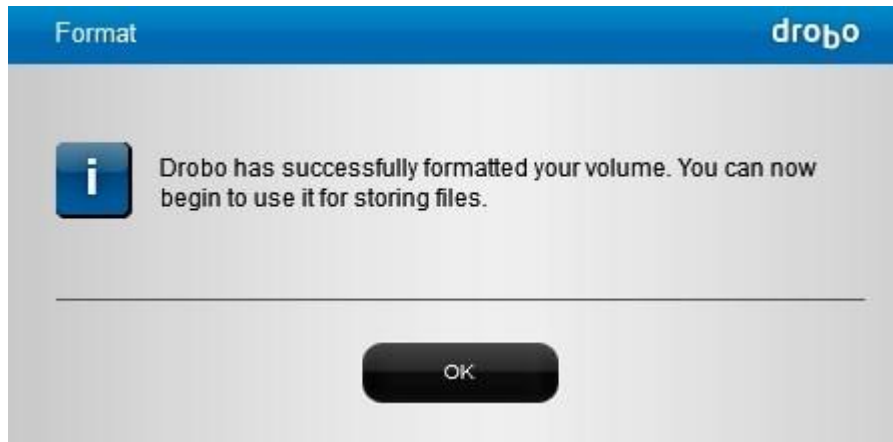 Format
drobo
Drobo has successfully formatted your volume. You can now
begin to use it for storing files.
OK